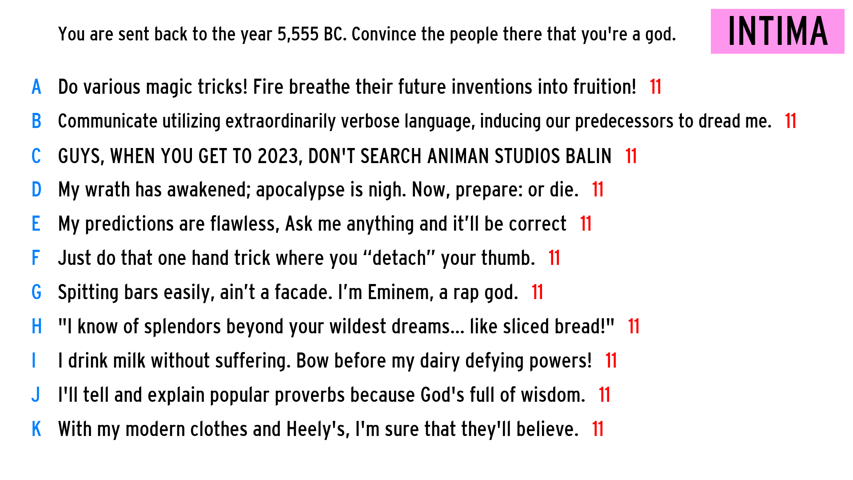 You are sent back to the year 5,555 BC. Convince the people there that you're a god.
INTIMA
A Do various magic tricks! Fire breathe their future inventions into fruition! 11
B Communicate utilizing extraordinarily verbose language, inducing our predecessors to dread me. 11
C GUYS, WHEN YOU GET TO 2023, DON'T SEARCH ANIMAN STUDIOS BALIN 11
D My wrath has awakened; apocalypse is nigh. Now, prepare: or die. 11
E My predictions are flawless, Ask me anything and it’ll be correct 11
F Just do that one hand trick where you “detach” your thumb. 11
G Spitting bars easily, ain’t a facade. I’m Eminem, a rap god. 11
H "I know of splendors beyond your wildest dreams... like sliced bread!" 11
I I drink milk without suffering. Bow before my dairy defying powers! 11
J I'll tell and explain popular proverbs because God's full of wisdom. 11
K With my modern clothes and Heely's, I'm sure that they'll believe. 11